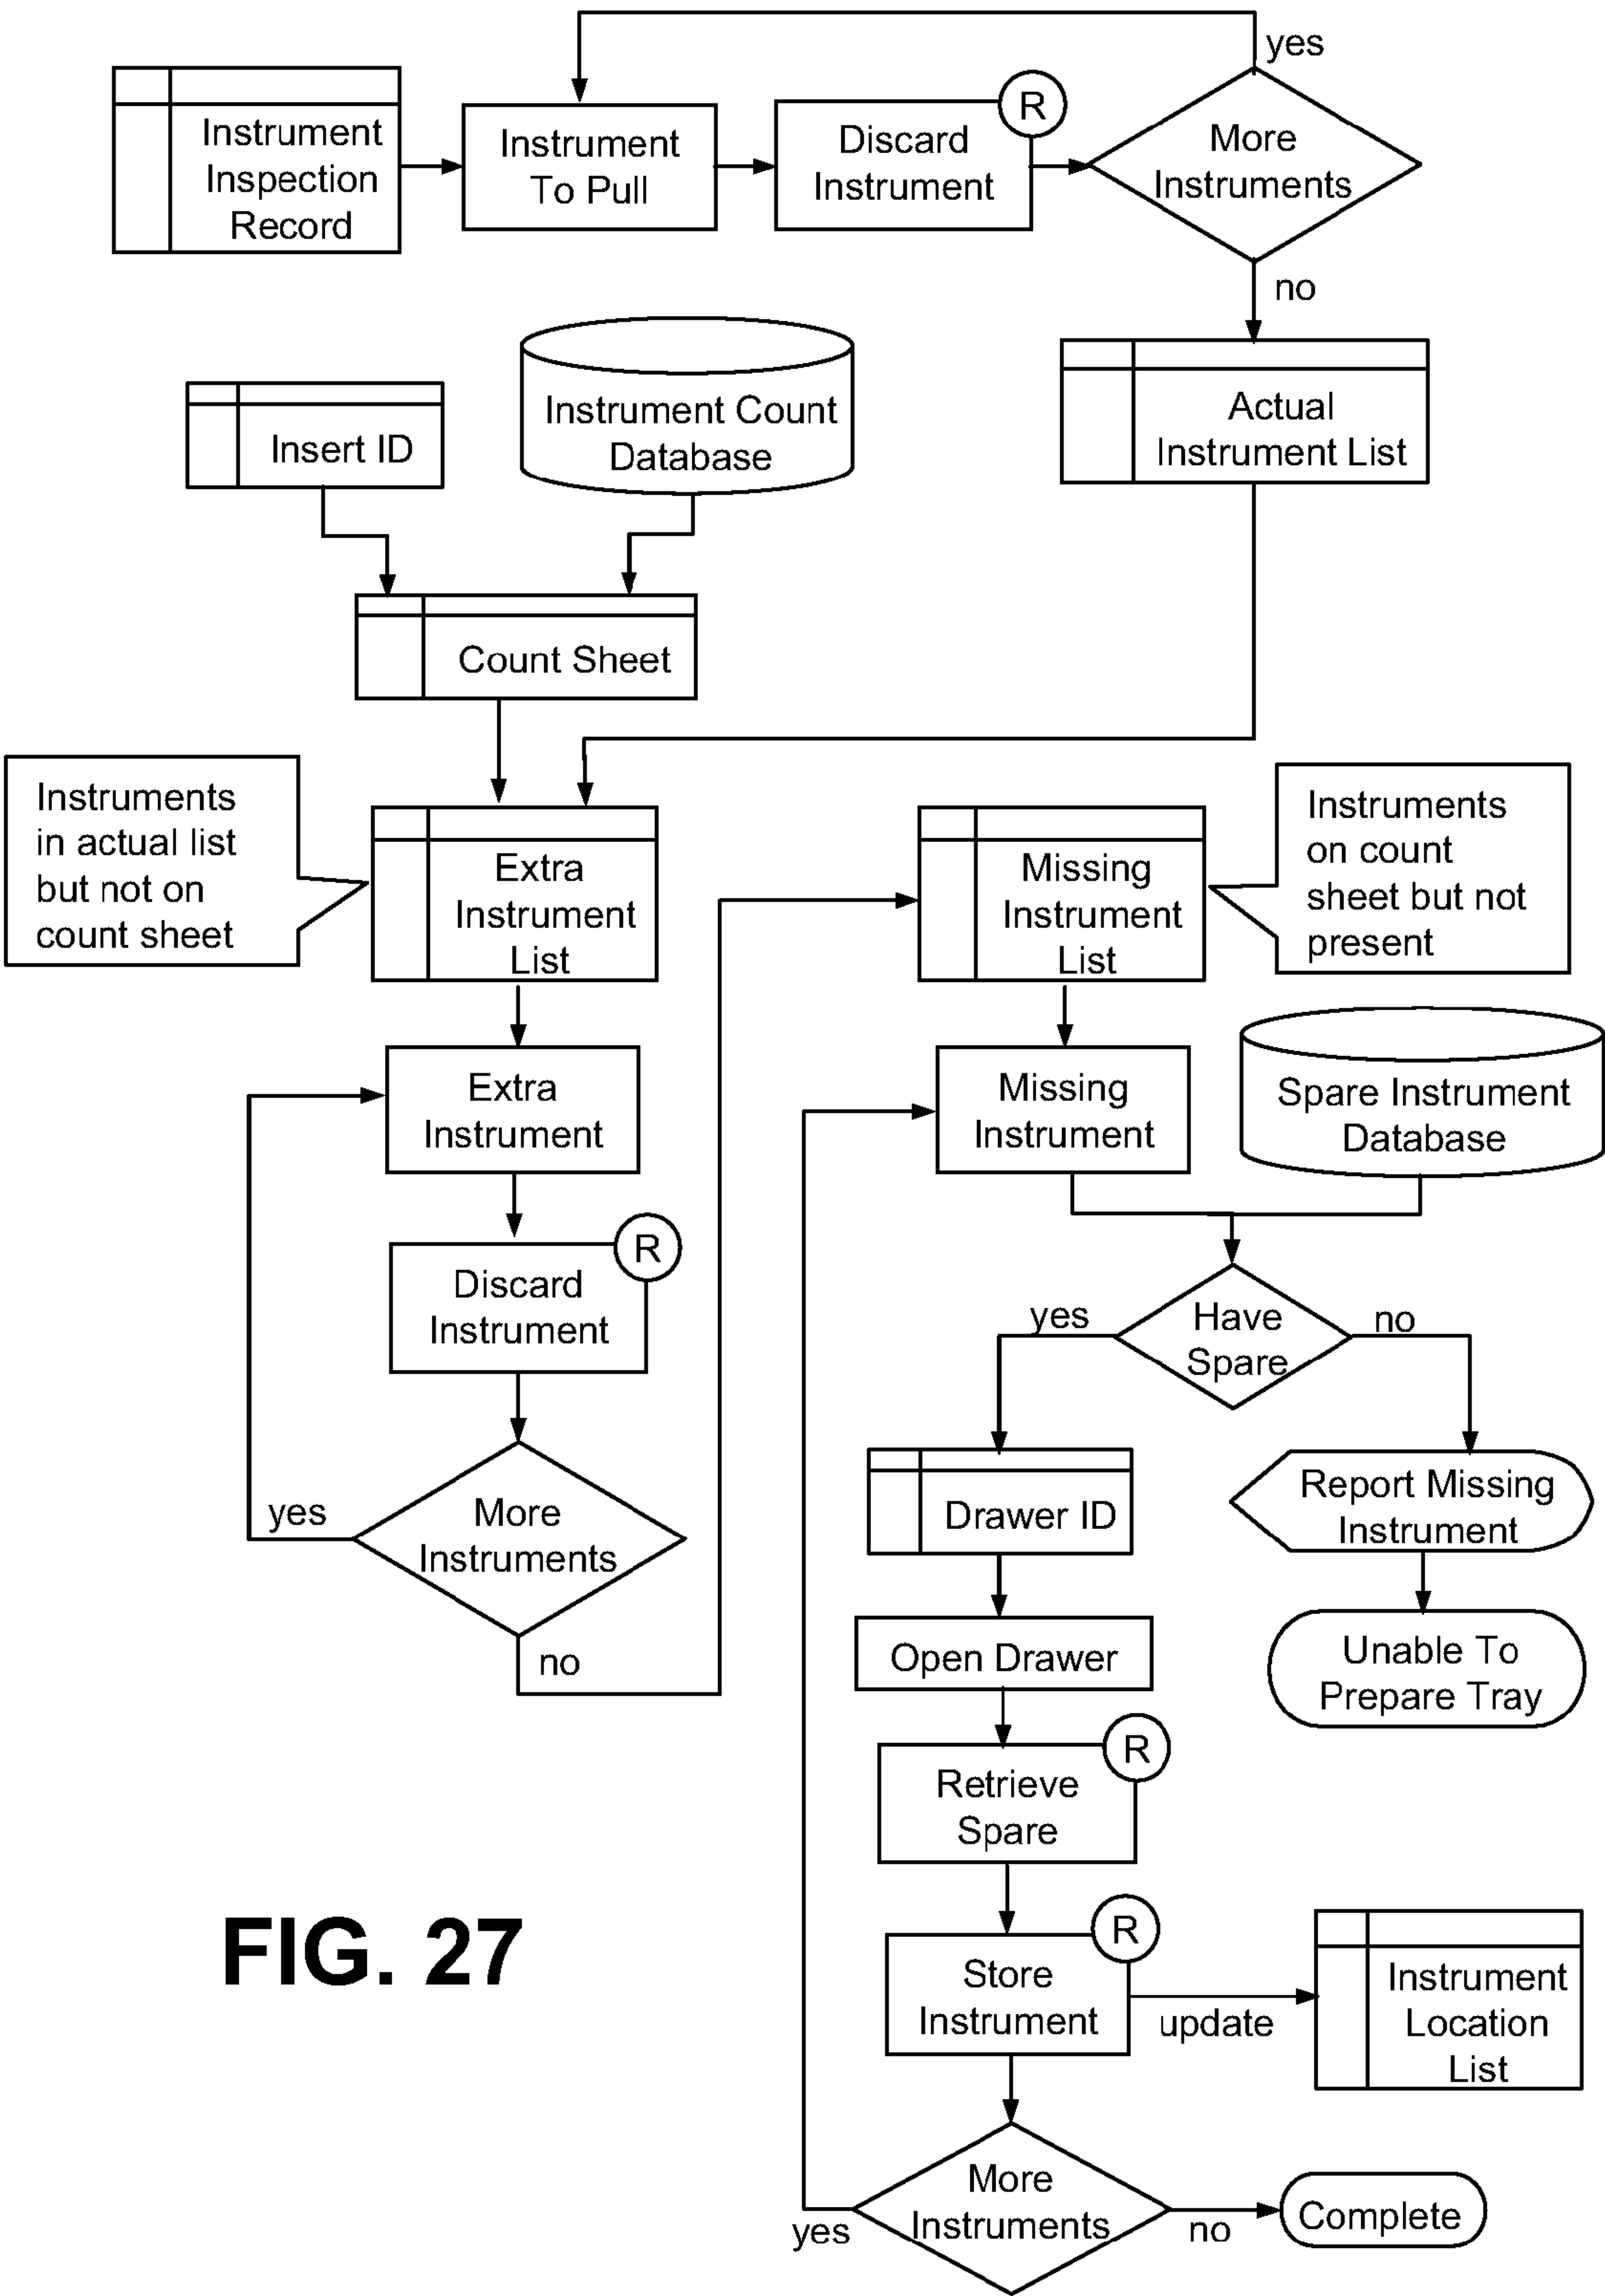 yes
Instrument
Inspection
Record
Instrument
To Pull
Discard
Instrument
R
More
Instruments
no
Insert ID
Instrument Count
Database
Actual
Instrument List
Count Sheet
Instruments
in actual list
but not on
count sheet
Extra
Instrument
List
Missing
Instrument
List
Instruments
on count
sheet but not
present
Extra
Instrument
Missing
Instrument
Spare Instrument
Database
Discard
Instrument
R
yes
Have
Spare
no
More
Instruments
yes
no
Drawer ID
Report Missing
Instrument
Open Drawer
Unable To
Prepare Tray
Retrieve
Spare
R
Store
Instrument
R
update
Instrument
Location
List
More
Instruments
yes
no
Complete
FIG. 27